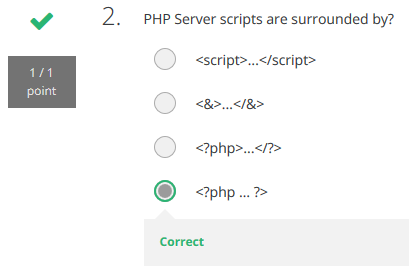 2. PHP Server scripts are surrounded by?
1 / 1
point
<script>...</script>
<&>...</&>
<?php>...</?>
<?php ... ?>
Correct